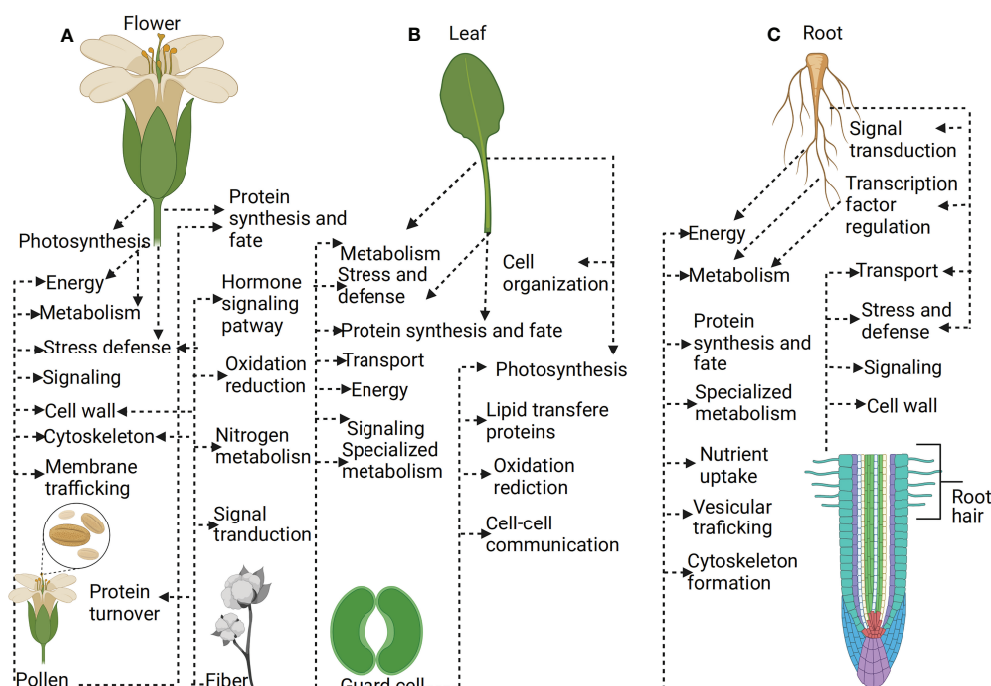 A
Flower
Protein
synthesis and
fate
Photosynthesis
Energy
Metabolism
Stress defense
Signaling
Cell wall
Cytoskeleton
Membrane
trafficking
Hormone
signaling
patway
Oxidation
reduction
Nitrogen
metabolisn
Signal
tranduction
Protein
turnover
Pollen
Fiber
B
Leaf
Metabolism
Stress and
defense
Cell
organization
Protein synthesis and fate
Transport
Energy
Signaling
Specialized
metabolism
Photosynthesis
Lipid transfere
proteins
Oxidation
rediction
Cell-cell
communication
Guard cell
C
Root
Signal
transduction
Transcription
factor
regulation
Energy
Metabolism
Transport
Stress and
defense
Signaling
Cell wall
Protein
synthesis and
fate
Specialized
metabolism
Nutrient
uptake
Vesicular
traficking
Cytoskeleton
formation
Root
hair